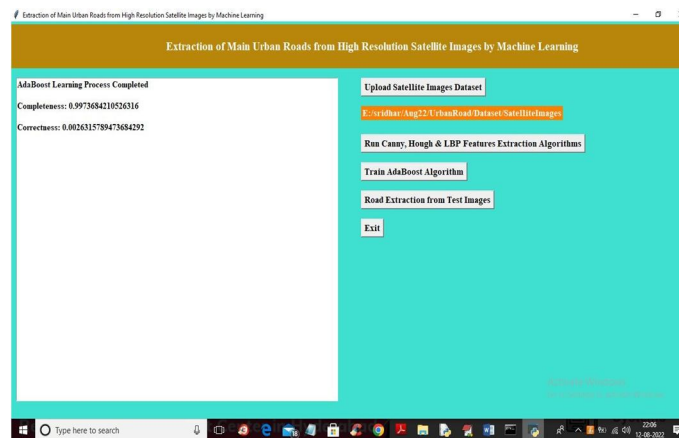 Extraction of Main Urban Roads from High Resolution Satellite Images by Machine Learning
Extraction of Main Urban Roads from High Resolution Satellite Images by Machine Learning
AdaBoost Learning Process Completed
Completeness: 0.9973684210526316
Correctness: 0.0026315789473684292
Upload Satellite Images Dataset
E:/sridhar/Aug22/UrbanRoad/Dataset/SatelliteImages
Run Canny, Hough & LBP Features Extraction Algorithms
Train AdaBoost Algorithm
Road Extraction from Test Images
Exit
Type here to search
22:06
12-08-2022